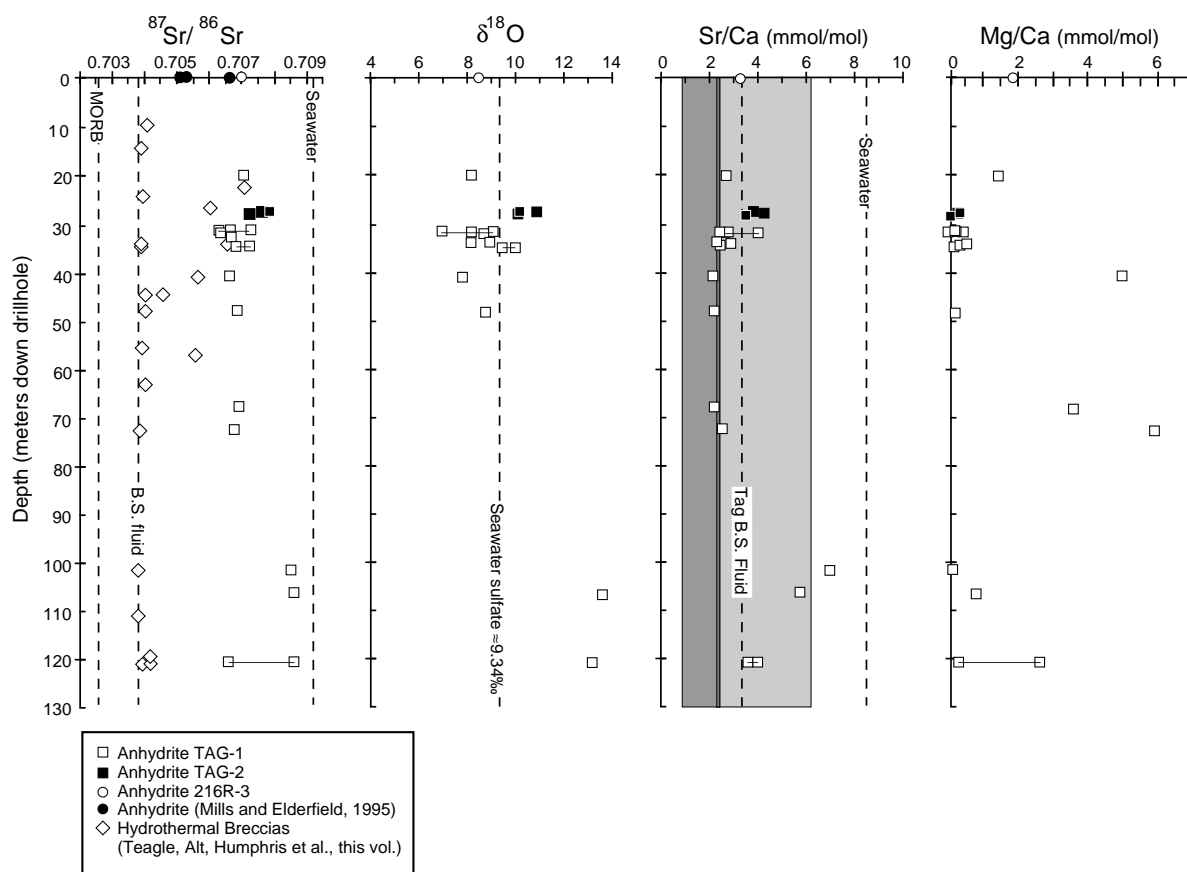 ⁸⁷Sr/ ⁸⁶Sr
δ¹⁸O
Sr/Ca (mmol/mol)
Mg/Ca (mmol/mol)
0.703 0.705 0.707 0.709
4 6 8 10 12 14
0 2 4 6 8 10
0 2 4 6
Depth (meters down drillhole)
0
10
20
30
40
50
60
70
80
90
100
110
120
130
MORB
B.S. fluid
Seawater
Seawater sulfate ≈9.34‰
Tag B.S. Fluid
Seawater
Anhydrite TAG-1
Anhydrite TAG-2
Anhydrite 216R-3
Anhydrite (Mills and Elderfield, 1995)
Hydrothermal Breccias
(Teagle, Alt, Humphris et al., this vol.)